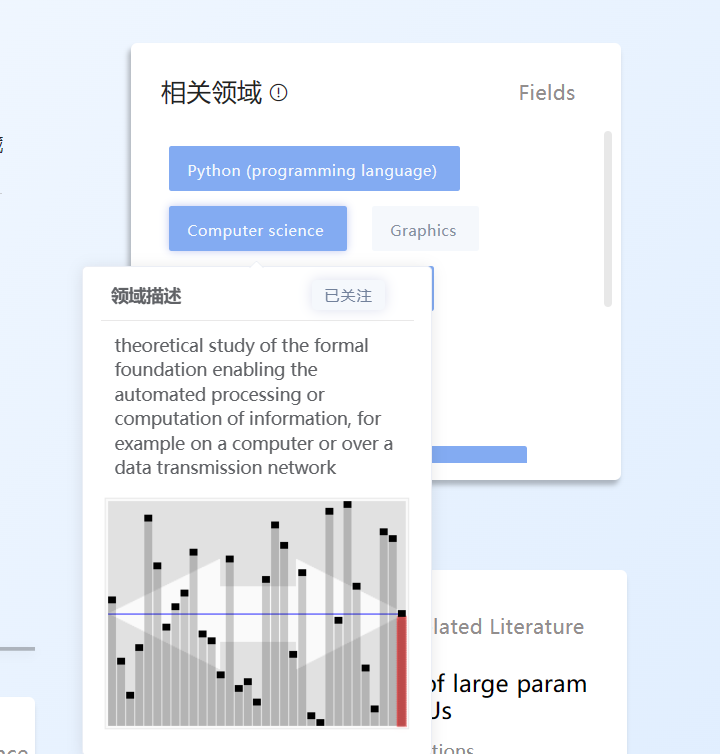 相关领域 Fields
Python (programming language)
Computer science Graphics
领域描述 已关注
theoretical study of the formal
foundation enabling the
automated processing or
computation of information, for
example on a computer or over a
data transmission network
lated Literature
of large param
Us
tions
nce